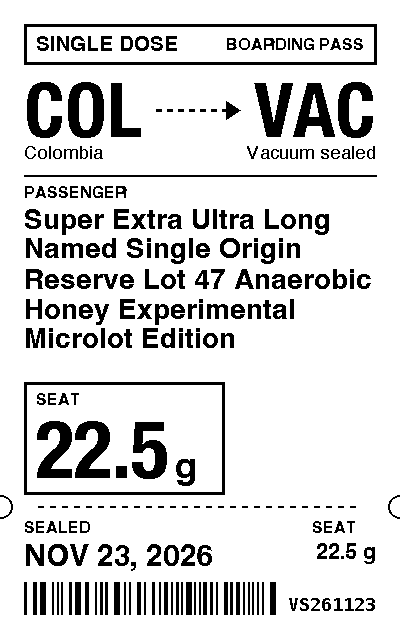 SINGLE DOSE BOARDING PASS
COL VAC
Colombia Vacuum sealed
PASSENGER
Super Extra Ultra Long
Named Single Origin
Reserve Lot 47 Anaerobic
Honey Experimental
Microlot Edition
SEAT
22.5 g
SEALED SEAT
NOV 23, 2026 22.5 g
VS261123